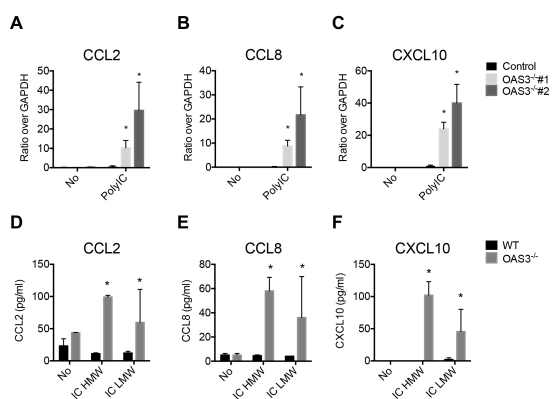 A
CCL2
Ratio over GAPDH
50
40
30
20
10
0
*
*
No
PolyIC
B
CCL8
Ratio over GAPDH
40
30
20
10
0
*
*
No
PolyIC
C
CXCL10
Ratio over GAPDH
60
40
20
0
*
*
No
PolyIC
Control
OAS3-/-#1
OAS3-/-#2
D
CCL2
CCL2 (pg/ml)
150
100
50
0
*
*
No
IC HMW
IC LMW
E
CCL8
CCL8 (pg/ml)
80
60
40
20
0
*
*
No
IC HMW
IC LMW
F
CXCL10
CXCL10 (pg/ml)
150
100
50
0
*
*
No
IC HMW
IC LMW
WT
OAS3-/-